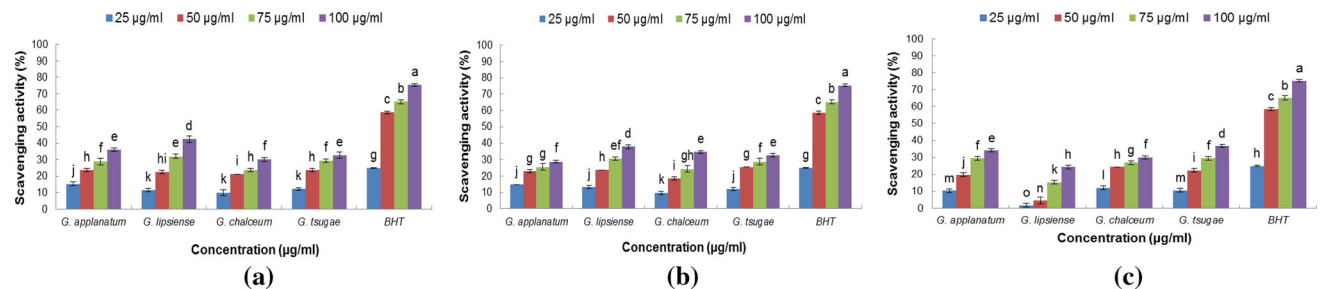 25 µg/ml 50 µg/ml 75 µg/ml 100 µg/ml
Scavenging activity (%)
100
90
80
70
60
50
40
30
20
10
0
j h f e
k hi e d
k i d f
k h f e
g c b a
G. applanatum G. lipsiense G. chalceum G. tsugae BHT
Concentration (µg/ml)
(a)
25 µg/ml 50 µg/ml 75 µg/ml 100 µg/ml
Scavenging activity (%)
100
90
80
70
60
50
40
30
20
10
0
j g g f
j h ef d
k i gh e
j g f e
g c b a
G. applanatum G. lipsiense G. chalceum G. tsugae BHT
Concentration (µg/ml)
(b)
25 µg/ml 50 µg/ml 75 µg/ml 100 µg/ml
Scavenging activity (%)
100
90
80
70
60
50
40
30
20
10
0
m j f e
o n k h
l h g f
m i f d
h c b a
G. applanatum G. lipsiense G. chalceum G. tsugae BHT
Concentration (µg/ml)
(c)